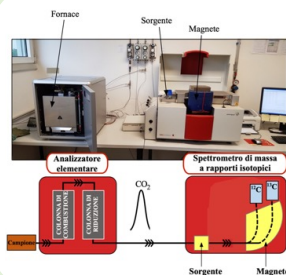 Fornace
Sorgente
Magnete
Analizzatore
elementare
Spettrometro di massa
a rapporti isotopici
COLONNA DI
COMBUSTIONE
COLONNA DI
RIDUZIONE
CO₂
¹²C
¹³C
Campione
Sorgente
Magnete